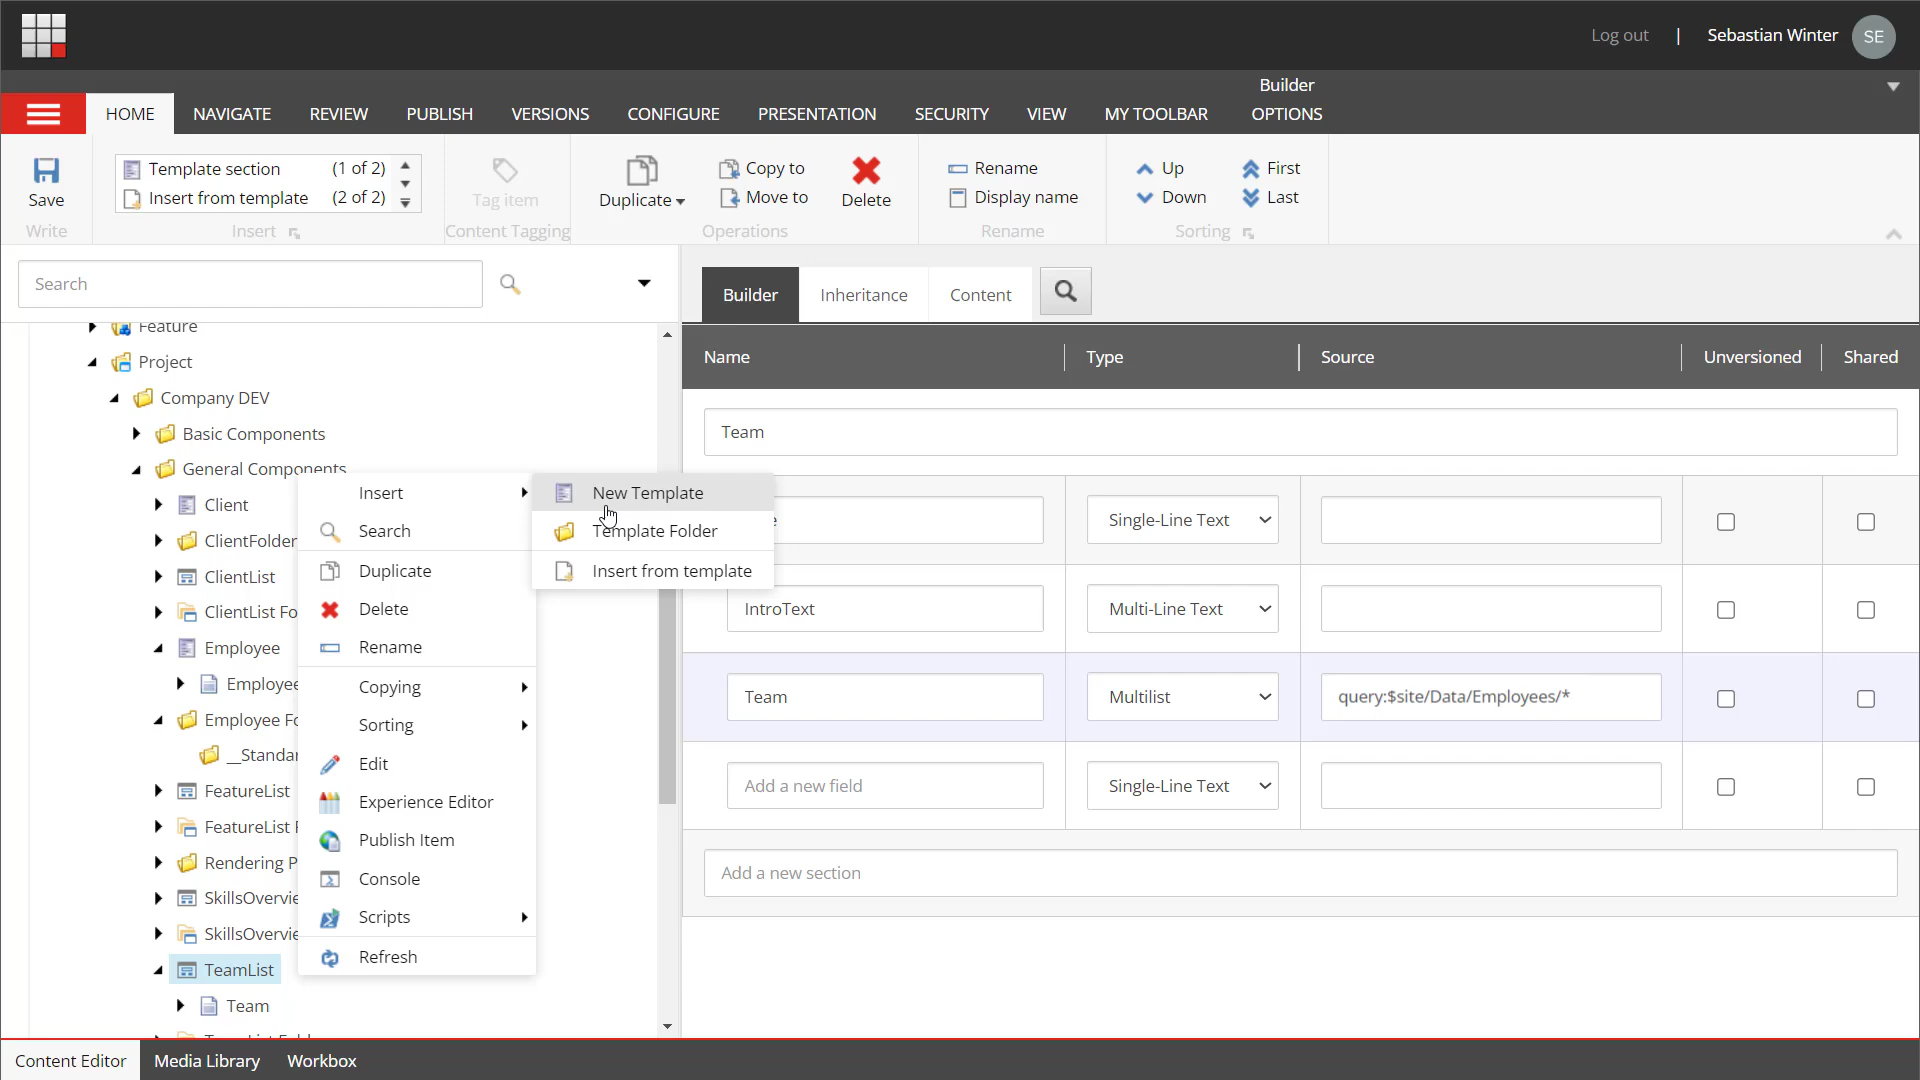 Log out | Sebastian Winter SE
Builder
HOME NAVIGATE REVIEW PUBLISH VERSIONS CONFIGURE PRESENTATION SECURITY VIEW MY TOOLBAR OPTIONS
Template section (1 of 2)
Insert from template (2 of 2)
Save
Write
Insert
Tag item
Content Tagging
Duplicate
Copy to
Move to
Delete
Operations
Rename
Display name
Rename
Up First
Down Last
Sorting
Search
Builder Inheritance Content
Feature
Project
Company DEV
Basic Components
General Components
Client
ClientFolder
ClientList
ClientList Fo
Employee
Employee
Employee Fo
__Standar
FeatureList
FeatureList
Rendering P
SkillsOvervie
SkillsOvervie
TeamList
Team
Insert
Search
Duplicate
Delete
Rename
Copying
Sorting
Edit
Experience Editor
Publish Item
Console
Scripts
Refresh
New Template
Template Folder
Insert from template
Name Type Source Unversioned Shared
Team
Single-Line Text
IntroText Multi-Line Text
Team Multilist query:$site/Data/Employees/*
Add a new field Single-Line Text
Add a new section
Content Editor Media Library Workbox